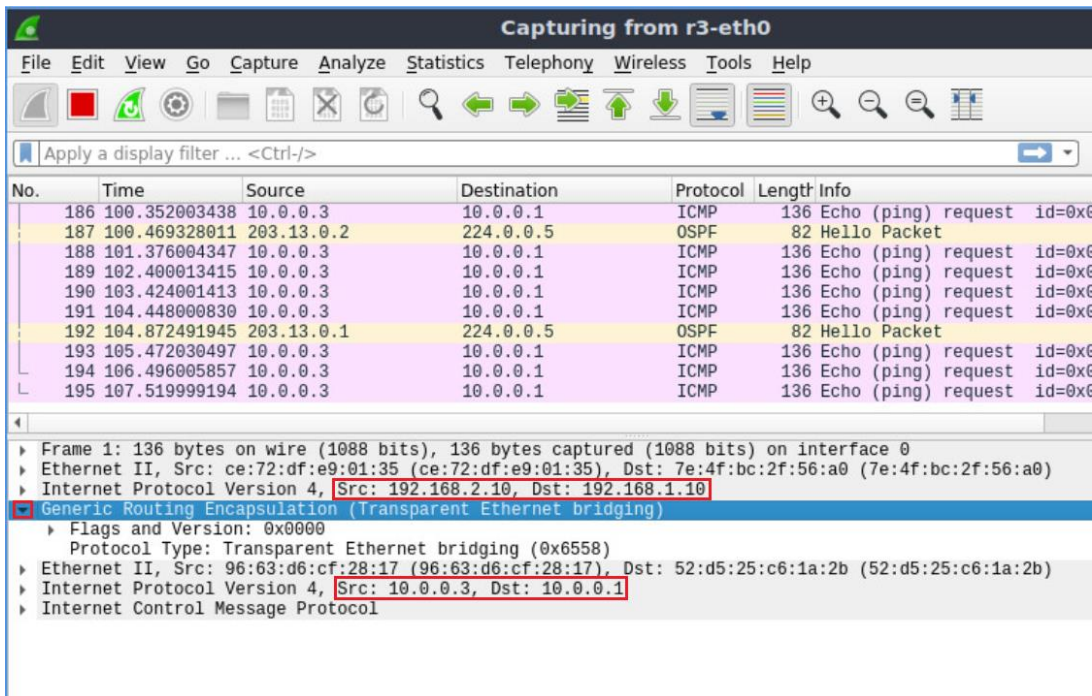 Capturing from r3-eth0
File Edit View Go Capture Analyze Statistics Telephony Wireless Tools Help
Apply a display filter ... <Ctrl-/>
No. Time Source Destination Protocol Length Info
186 100.352003438 10.0.0.3 10.0.0.1 ICMP 136 Echo (ping) request id=0x0
187 100.469328011 203.13.0.2 224.0.0.5 OSPF 82 Hello Packet
188 101.376004347 10.0.0.3 10.0.0.1 ICMP 136 Echo (ping) request id=0x0
189 102.400013415 10.0.0.3 10.0.0.1 ICMP 136 Echo (ping) request id=0x0
190 103.424001413 10.0.0.3 10.0.0.1 ICMP 136 Echo (ping) request id=0x0
191 104.448000830 10.0.0.3 10.0.0.1 ICMP 136 Echo (ping) request id=0x0
192 104.872491945 203.13.0.1 224.0.0.5 OSPF 82 Hello Packet
193 105.472030497 10.0.0.3 10.0.0.1 ICMP 136 Echo (ping) request id=0x0
194 106.496005857 10.0.0.3 10.0.0.1 ICMP 136 Echo (ping) request id=0x0
195 107.519999194 10.0.0.3 10.0.0.1 ICMP 136 Echo (ping) request id=0x0
Frame 1: 136 bytes on wire (1088 bits), 136 bytes captured (1088 bits) on interface 0
Ethernet II, Src: ce:72:df:e9:01:35 (ce:72:df:e9:01:35), Dst: 7e:4f:bc:2f:56:a0 (7e:4f:bc:2f:56:a0)
Internet Protocol Version 4, Src: 192.168.2.10, Dst: 192.168.1.10
Generic Routing Encapsulation (Transparent Ethernet bridging)
Flags and Version: 0x0000
Protocol Type: Transparent Ethernet bridging (0x6558)
Ethernet II, Src: 96:63:d6:cf:28:17 (96:63:d6:cf:28:17), Dst: 52:d5:25:c6:1a:2b (52:d5:25:c6:1a:2b)
Internet Protocol Version 4, Src: 10.0.0.3, Dst: 10.0.0.1
Internet Control Message Protocol